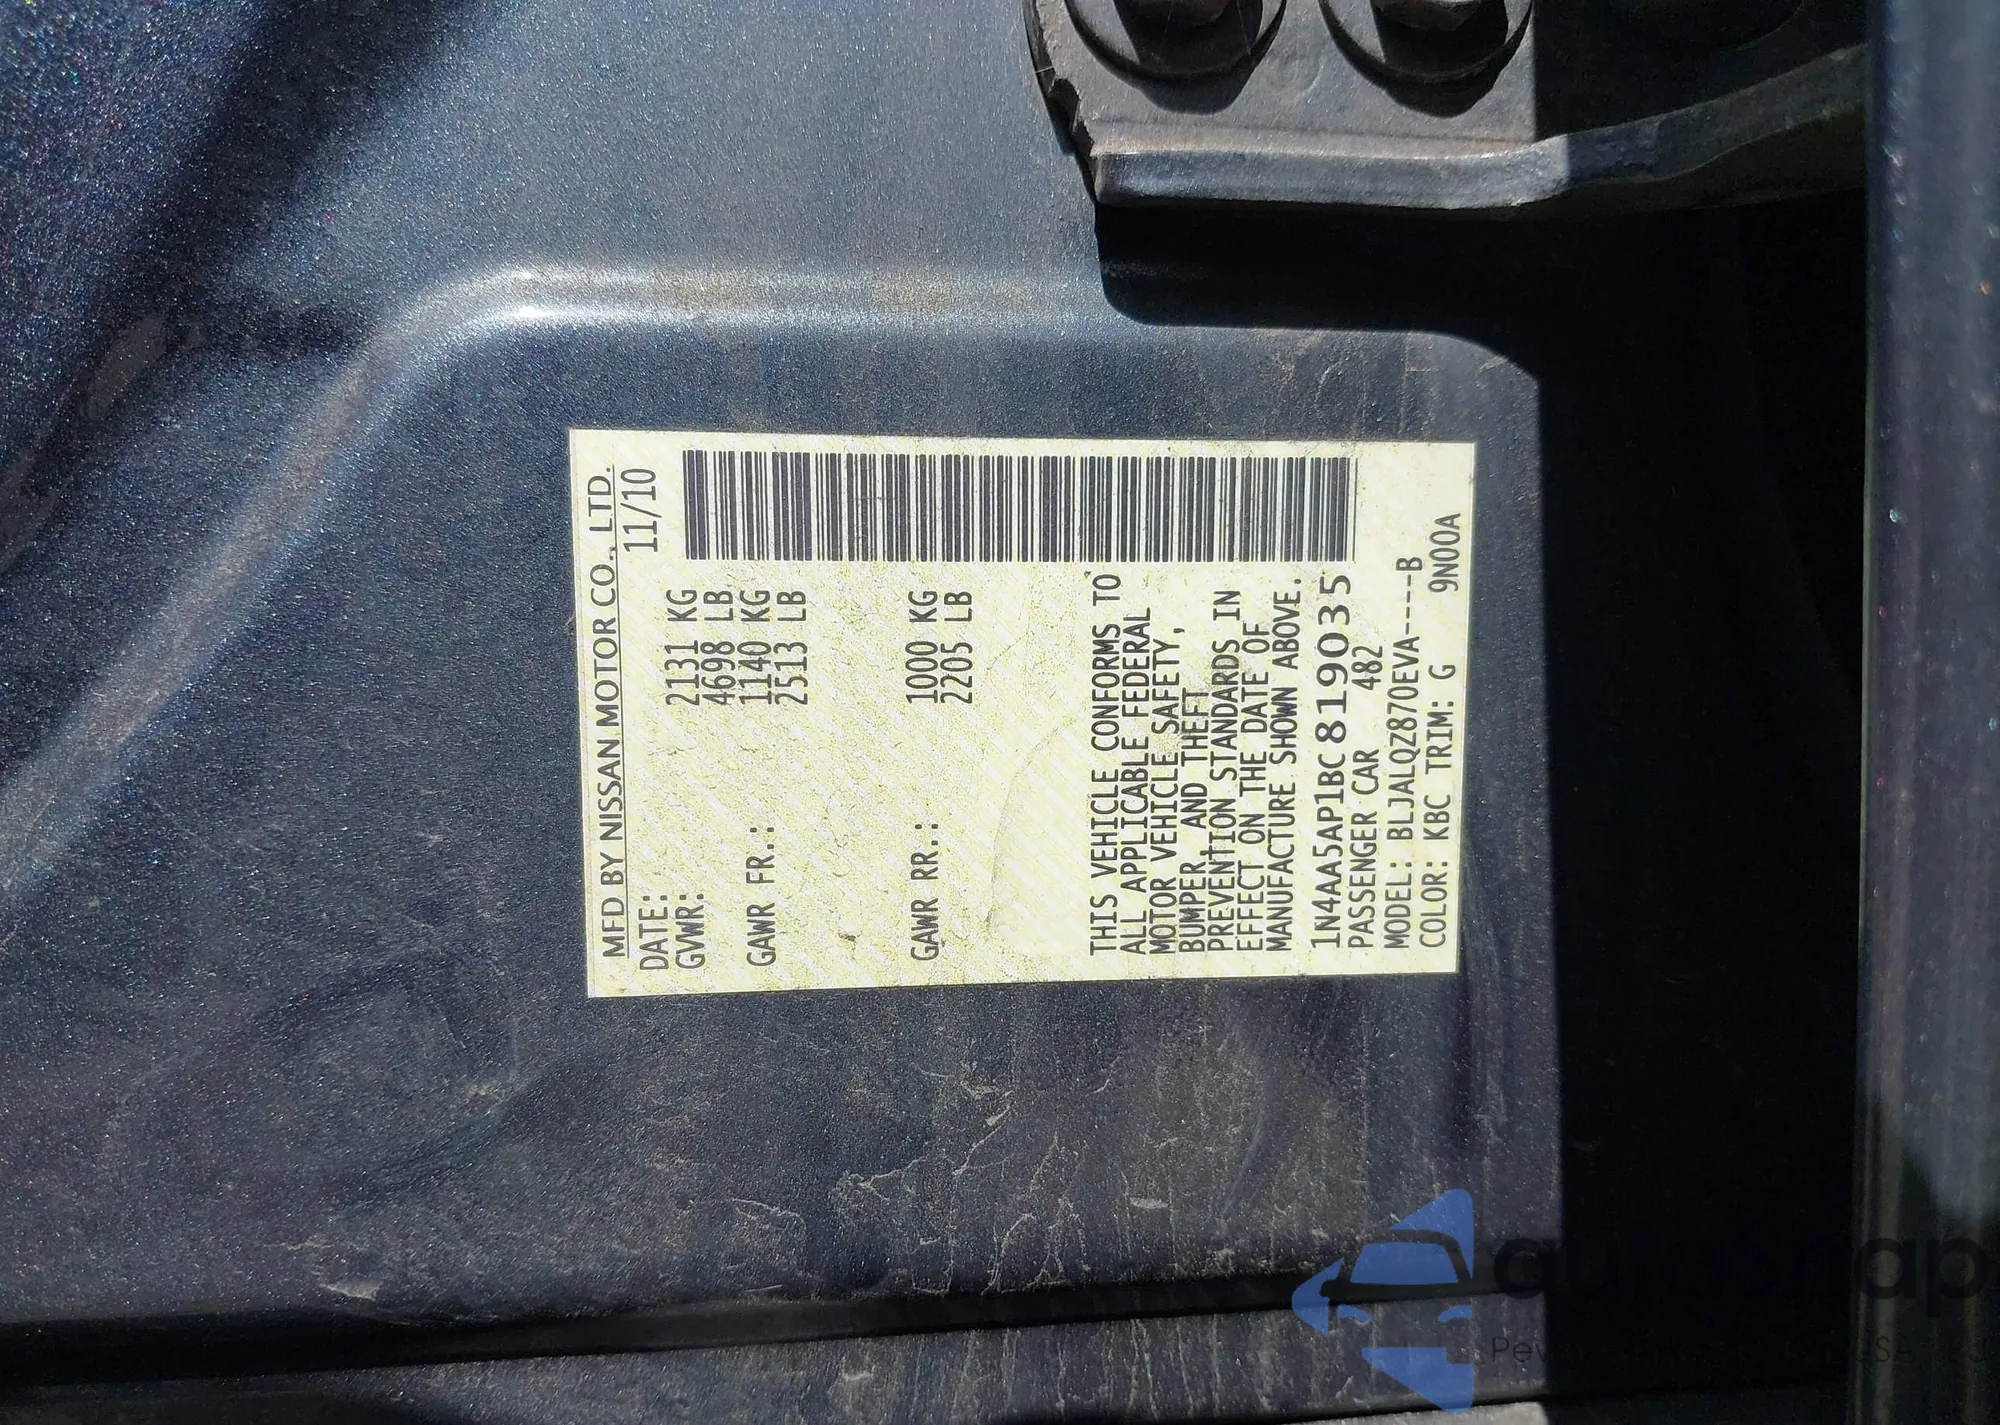 MFD BY NISSAN MOTOR CO., LTD.
DATE: 11/10
GVWR: 2131 KG
4698 LB
GAWR FR.: 1140 KG
2513 LB
GAWR RR.: 1000 KG
2205 LB
THIS VEHICLE CONFORMS TO
ALL APPLICABLE FEDERAL
MOTOR VEHICLE SAFETY,
BUMPER, AND THEFT
PREVENTION STANDARDS IN
EFFECT ON THE DATE OF
MANUFACTURE SHOWN ABOVE.
1N4AA5AP1BC819035
PASSENGER CAR 482
MODEL: BLJALQZ870EVA----B
COLOR: KBC TRIM: G 9N00A